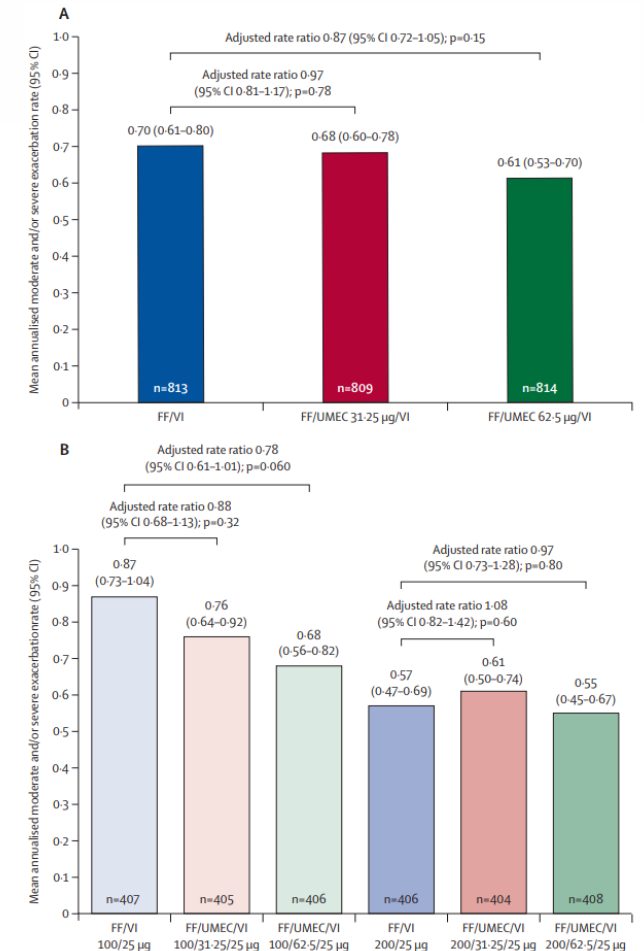 A
Mean annualised moderate and/or severe exacerbation rate (95% CI)
1·0
0·9
0·8
0·7
0·6
0·5
0·4
0·3
0·2
0·1
0
Adjusted rate ratio 0·87 (95% CI 0·72–1·05); p=0·15
Adjusted rate ratio 0·97
(95% CI 0·81–1·17); p=0·78
0·70 (0·61–0·80)
0·68 (0·60–0·78)
0·61 (0·53–0·70)
n=813
n=809
n=814
FF/VI
FF/UMEC 31·25 µg/VI
FF/UMEC 62·5 µg/VI
B
Mean annualised moderate and/or severe exacerbationrate (95% CI)
1·0
0·9
0·8
0·7
0·6
0·5
0·4
0·3
0·2
0·1
0
Adjusted rate ratio 0·78
(95% CI 0·61–1·01); p=0·060
Adjusted rate ratio 0·88
(95% CI 0·68–1·13); p=0·32
Adjusted rate ratio 0·97
(95% CI 0·73–1·28); p=0·80
Adjusted rate ratio 1·08
(95% CI 0·82–1·42); p=0·60
0·87
(0·73–1·04)
0·76
(0·64–0·92)
0·68
(0·56–0·82)
0·57
(0·47–0·69)
0·61
(0·50–0·74)
0·55
(0·45–0·67)
n=407
n=405
n=406
n=406
n=404
n=408
FF/VI
100/25 µg
FF/UMEC/VI
100/31·25/25 µg
FF/UMEC/VI
100/62·5/25 µg
FF/VI
200/25 µg
FF/UMEC/VI
200/31·25/25 µg
FF/UMEC/VI
200/62·5/25 µg